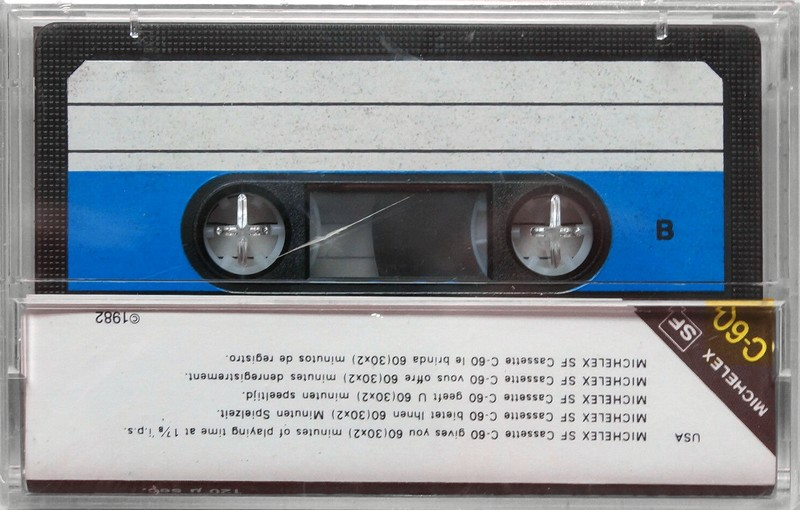 B
USA
MICHELEX SF Cassette C-60 gives you 60(30x2) minutes of playing time at 1⅞ i.p.s.
MICHELEX SF Cassette C-60 bietet Ihnen 60(30x2) Minuten Spielzeit.
MICHELEX SF Cassette C-60 geeft U 60(30x2) minuten speeltijd.
MICHELEX SF Cassette C-60 vous offre 60(30x2) minutes denregistrement.
MICHELEX SF Cassette C-60 le brinda 60(30x2) minutos de registro.
©1982
MICHELEX
SF
C-60